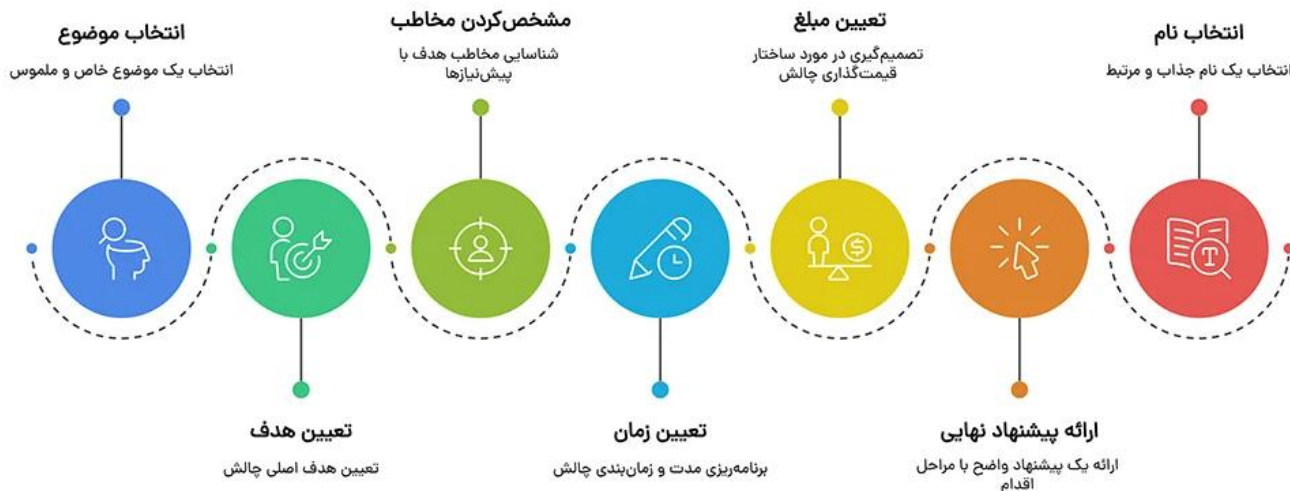 انتخاب موضوع
انتخاب یک موضوع خاص و ملموس
تعیین هدف
تعیین هدف اصلی چالش
مشخص‌کردن مخاطب
شناسایی مخاطب هدف با
پیش‌نیازها
تعیین زمان
برنامه‌ریزی مدت و زمان‌بندی چالش
تعیین مبلغ
تصمیم‌گیری در مورد ساختار
قیمت‌گذاری چالش
ارائه پیشنهاد نهایی
ارائه یک پیشنهاد واضح با مراحل
اقدام
انتخاب نام
انتخاب یک نام جذاب و مرتبط
$
T